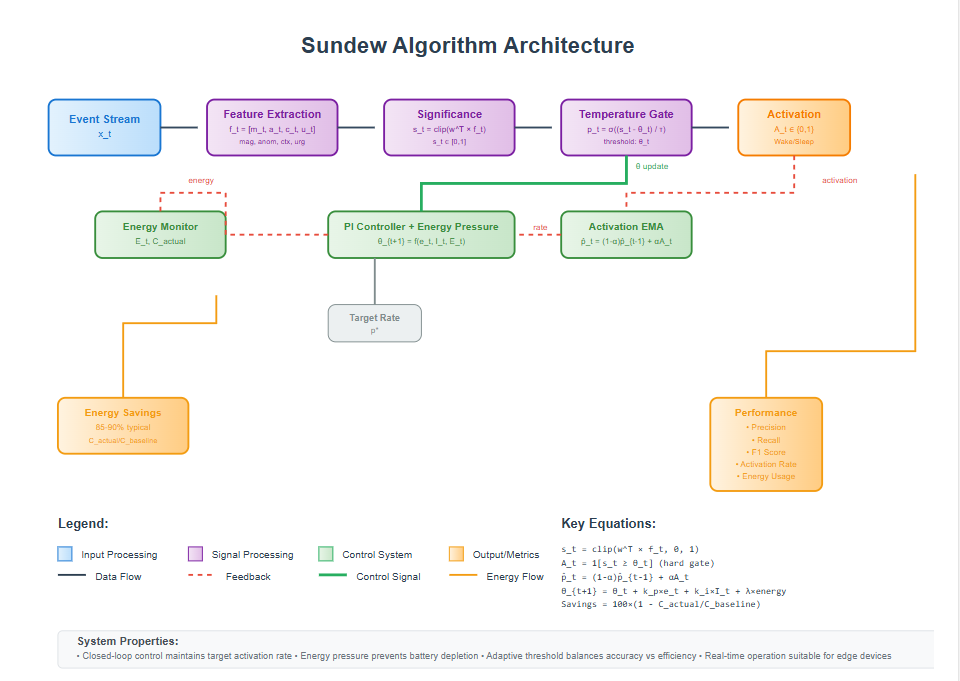 Sundew Algorithm Architecture
Event Stream
x_t
Feature Extraction
f_t = [m_t, a_t, c_t, u_t]
mag, anom, ctx, urg
Significance
s_t = clip(w^T × f_t)
s_t ∈ [0,1]
Temperature Gate
p_t = σ((s_t - θ_t) / τ)
threshold: θ_t
Activation
A_t ∈ {0,1}
Wake/Sleep
θ update
energy
activation
Energy Monitor
E_t, C_actual
PI Controller + Energy Pressure
θ_{t+1} = f(e_t, I_t, E_t)
rate
Activation EMA
p̂_t = (1-α)p̂_{t-1} + αA_t
Target Rate
p*
Energy Savings
85-90% typical
C_actual/C_baseline
Performance
• Precision
• Recall
• F1 Score
• Activation Rate
• Energy Usage
Legend:
Input Processing
Signal Processing
Control System
Output/Metrics
Data Flow
Feedback
Control Signal
Energy Flow
Key Equations:
s_t = clip(w^T × f_t, 0, 1)
A_t = 1[s_t ≥ θ_t] (hard gate)
p̂_t = (1-α)p̂_{t-1} + αA_t
θ_{t+1} = θ_t + k_p×e_t + k_i×I_t + λ×energy
Savings = 100×(1 - C_actual/C_baseline)
System Properties:
• Closed-loop control maintains target activation rate • Energy pressure prevents battery depletion • Adaptive threshold balances accuracy vs efficiency • Real-time operation suitable for edge devices